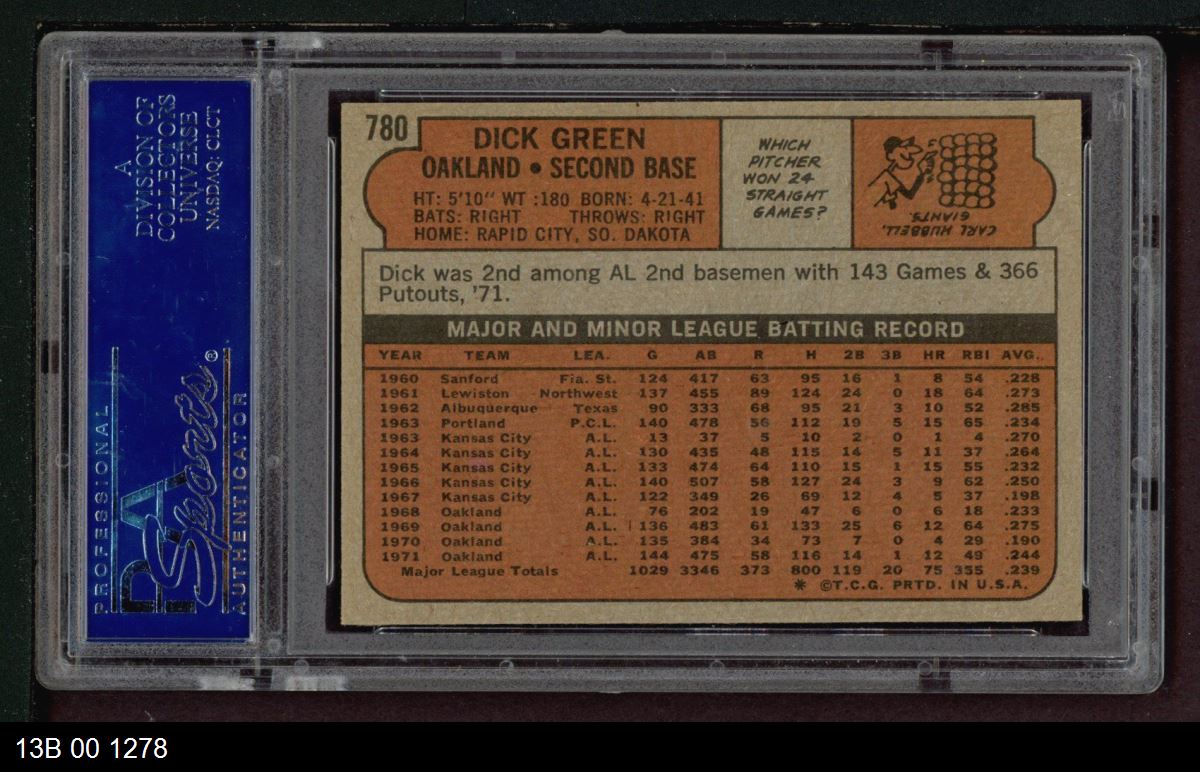 A
DIVISION OF
COLLECTORS
UNIVERSE
NASDAQ: CLCT
PROFESSIONAL
PSA
Sports®
AUTHENTICATOR
780
DICK GREEN
OAKLAND • SECOND BASE
HT: 5'10" WT :180 BORN: 4-21-41
BATS: RIGHT THROWS: RIGHT
HOME: RAPID CITY, SO. DAKOTA
WHICH
PITCHER
WON 24
STRAIGHT
GAMES?
CARL HUBBELL,
GIANTS.
Dick was 2nd among AL 2nd basemen with 143 Games & 366
Putouts, '71.
MAJOR AND MINOR LEAGUE BATTING RECORD
YEAR TEAM LEA. G AB R H 2B 3B HR RBI AVG.
1960 Sanford Fla. St. 124 417 63 95 16 1 8 54 .228
1961 Lewiston Northwest 137 455 89 124 24 0 18 64 .273
1962 Albuquerque Texas 90 333 68 95 21 3 10 52 .285
1963 Portland P.C.L. 140 478 56 112 19 5 15 65 .234
1963 Kansas City A.L. 13 37 5 10 2 0 1 4 .270
1964 Kansas City A.L. 130 435 48 115 14 5 11 37 .264
1965 Kansas City A.L. 133 474 64 110 15 1 15 55 .232
1966 Kansas City A.L. 140 507 58 127 24 3 9 62 .250
1967 Kansas City A.L. 122 349 26 69 12 4 5 37 .198
1968 Oakland A.L. 76 202 19 47 6 0 6 18 .233
1969 Oakland A.L. 136 483 61 133 25 6 12 64 .275
1970 Oakland A.L. 135 384 34 73 7 0 4 29 .190
1971 Oakland A.L. 144 475 58 116 14 1 12 49 .244
Major League Totals 1029 3346 373 800 119 20 75 355 .239
* ©T.C.G. PRTD. IN U.S.A.
13B 00 1278